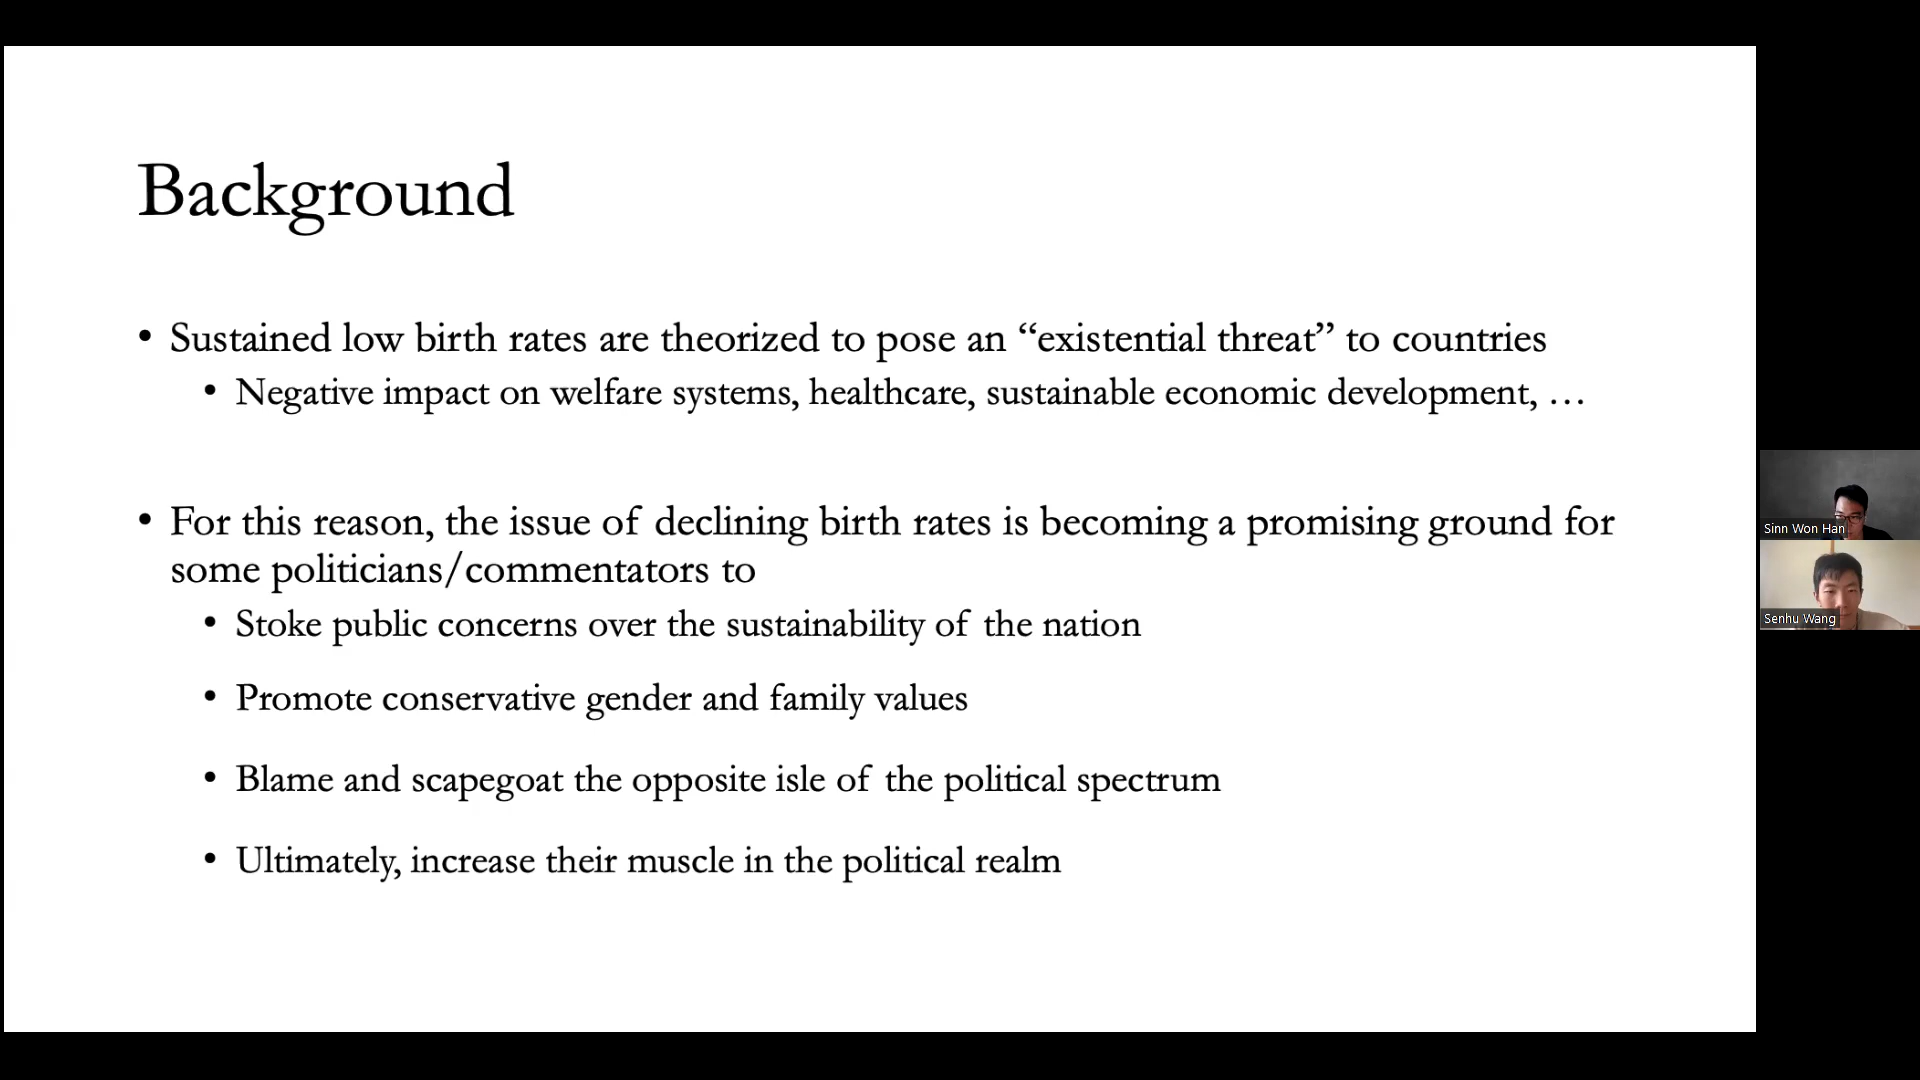 Background
• Sustained low birth rates are theorized to pose an “existential threat” to countries
• Negative impact on welfare systems, healthcare, sustainable economic development, …
• For this reason, the issue of declining birth rates is becoming a promising ground for
some politicians/commentators to
• Stoke public concerns over the sustainability of the nation
• Promote conservative gender and family values
• Blame and scapegoat the opposite isle of the political spectrum
• Ultimately, increase their muscle in the political realm
Sinn Won Han
Senhu Wang